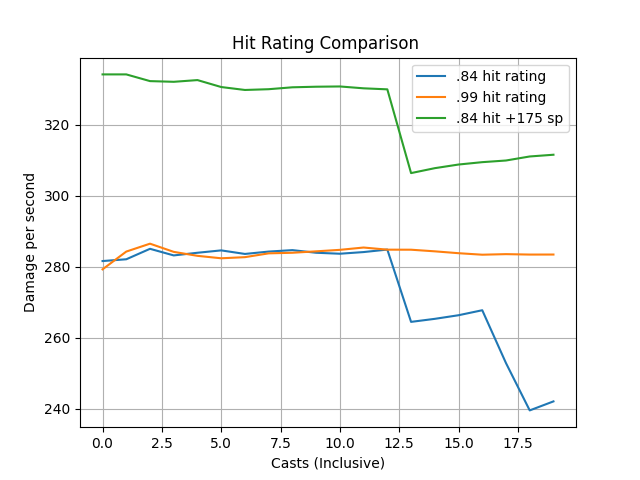 Hit Rating Comparison
.84 hit rating
.99 hit rating
.84 hit +175 sp
Damage per second
320
300
280
260
240
0.0 2.5 5.0 7.5 10.0 12.5 15.0 17.5
Casts (Inclusive)